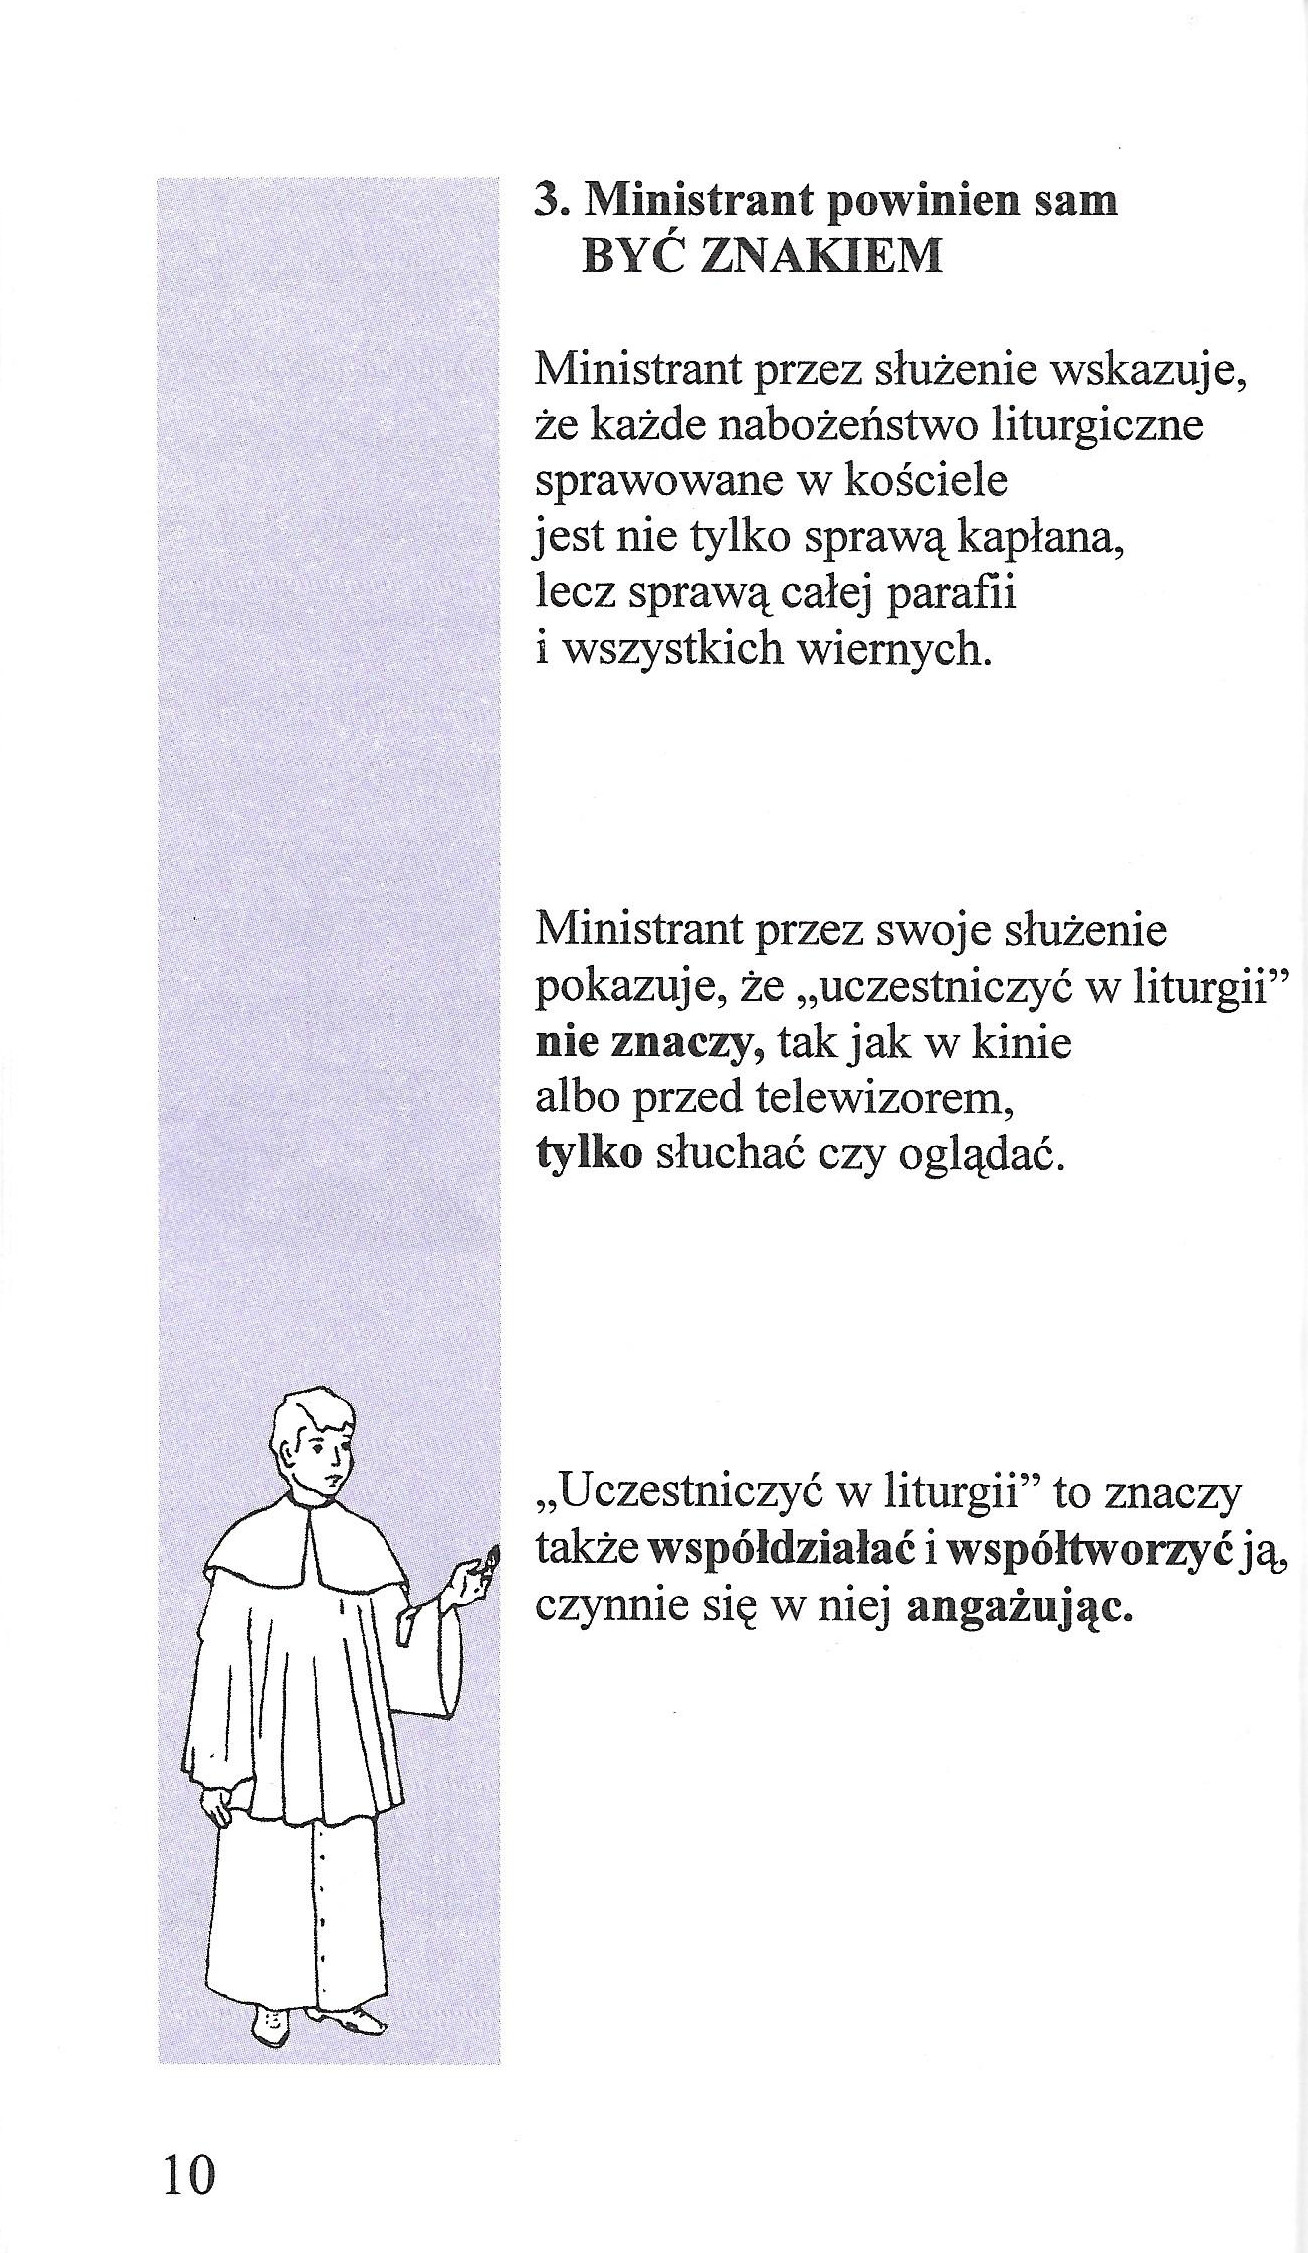 3. Ministrant powinien sam
BYĆ ZNAKIEM
Ministrant przez służenie wskazuje,
że każde nabożeństwo liturgiczne
sprawowane w kościele
jest nie tylko sprawą kapłana,
lecz sprawą całej parafii
i wszystkich wiernych.
Ministrant przez swoje służenie
pokazuje, że „uczestniczyć w liturgii”
nie znaczy, tak jak w kinie
albo przed telewizorem,
tylko słuchać czy oglądać.
„Uczestniczyć w liturgii” to znaczy
także współdziałać i współtworzyć ją,
czynnie się w niej angażując.
10